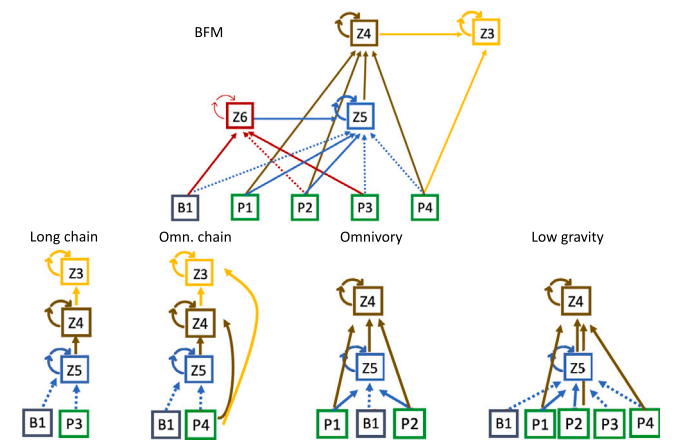 BFM
Z4 Z3
Z6 Z5
B1 P1 P2 P3 P4
Long chain Omn. chain Omnivory Low gravity
Z3 Z3
Z4 Z4 Z4 Z4
Z5 Z5 Z5 Z5
B1 P3 B1 P4 P1 B1 P2 B1 P1 P2 P3 P4